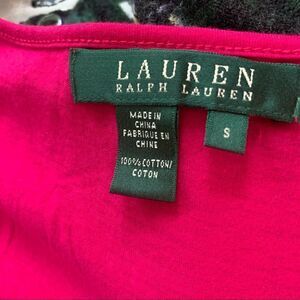 LAUREN
RALPH LAUREN
MADE IN
CHINA
FABRIQUE EN
CHINE
100% COTTON/
COTON
S